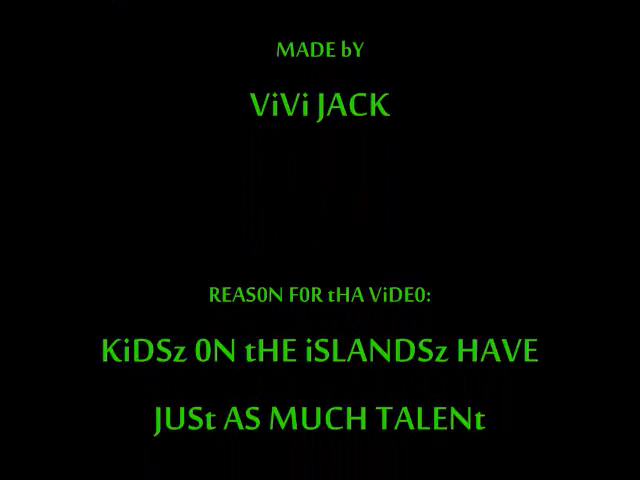 MADE bY
ViVi JACK
REAS0N F0R tHA ViDE0:
KiDSz 0N tHE iSLANDSz HAVE
JUSt AS MUCH TALENt